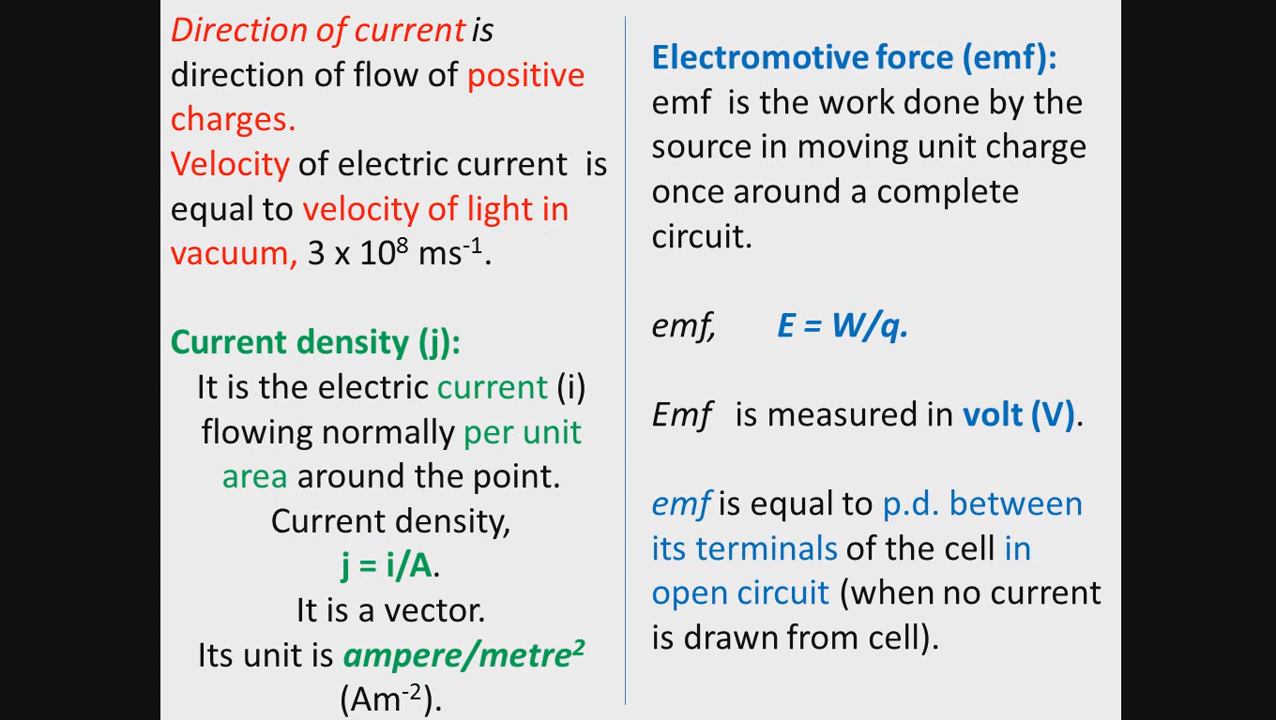 Direction of current is
direction of flow of positive
charges.
Velocity of electric current is
equal to velocity of light in
vacuum, 3 x 10⁸ ms⁻¹.
Current density (j):
It is the electric current (i)
flowing normally per unit
area around the point.
Current density,
j = i/A.
It is a vector.
Its unit is ampere/metre²
(Am⁻²).
Electromotive force (emf):
emf is the work done by the
source in moving unit charge
once around a complete
circuit.
emf, E = W/q.
Emf is measured in volt (V).
emf is equal to p.d. between
its terminals of the cell in
open circuit (when no current
is drawn from cell).